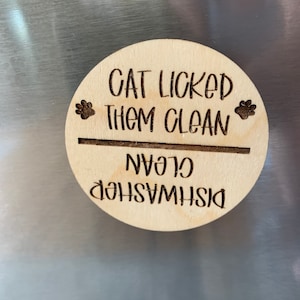 CAT LICKED
THEM CLEAN
DISHWASHER
CLEAN